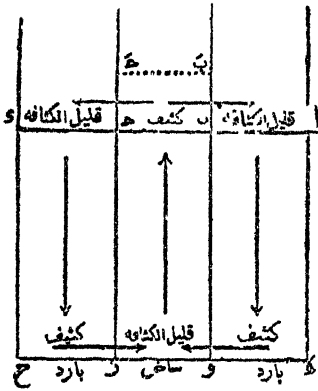 بَ حَ
ا قليل الكثافه ب كثيف ح قليل الكثافه ي
كثيف قليل الكثافه كثيف
ك بارد و ساخن ز بارد ح